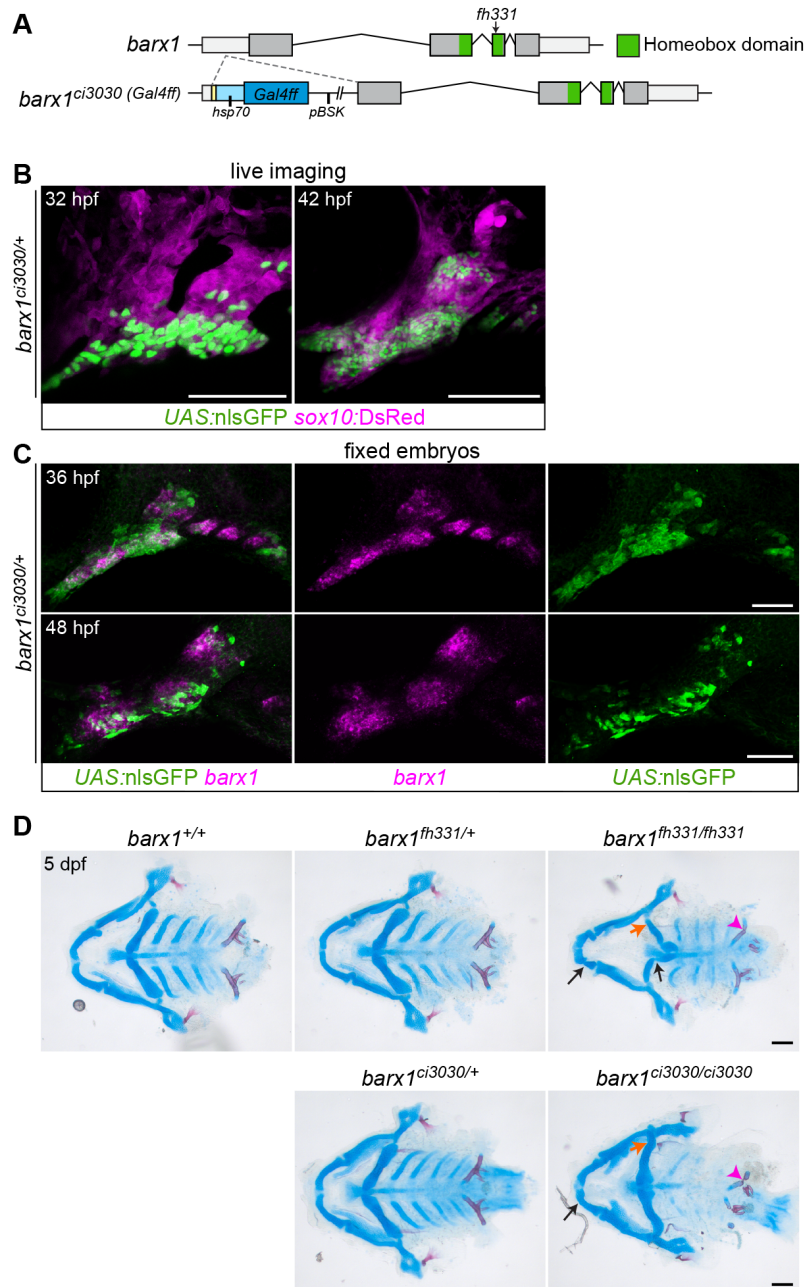 A
fh331
barx1
Homeobox domain
barx1ci3030 (Gal4ff)
Gal4ff
hsp70
pBSK
B
live imaging
32 hpf
42 hpf
barx1ci3030/+
UAS:nlsGFP sox10:DsRed
C
fixed embryos
36 hpf
barx1ci3030/+
48 hpf
UAS:nlsGFP barx1
barx1
UAS:nlsGFP
D
barx1+/+
barx1fh331/+
barx1fh331/fh331
5 dpf
barx1ci3030/+
barx1ci3030/ci3030